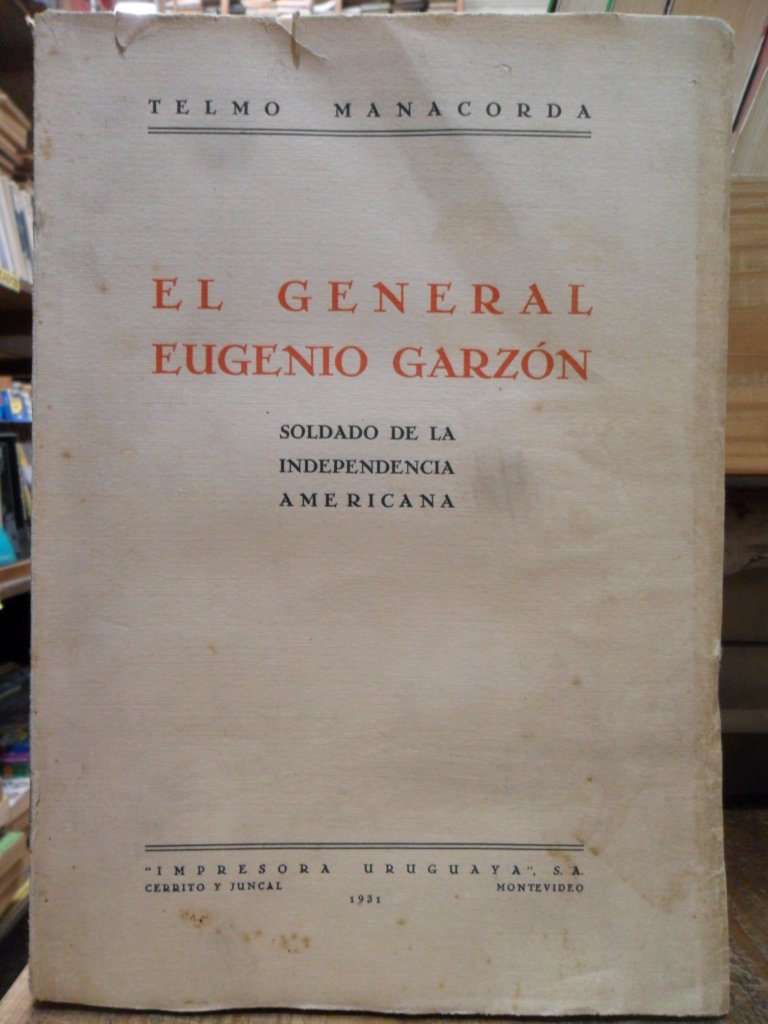 TELMO MANACORDA
EL GENERAL
EUGENIO GARZÓN
SOLDADO DE LA
INDEPENDENCIA
AMERICANA
"IMPRESORA URUGUAYA", S. A.
CERRITO Y JUNCAL MONTEVIDEO
1931